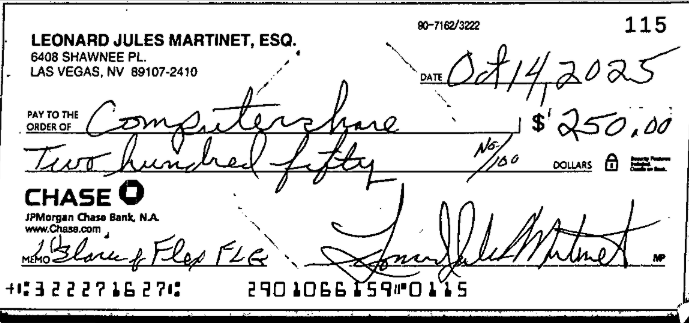 90-7162/3222
115
LEONARD JULES MARTINET, ESQ.
6408 SHAWNEE PL.
LAS VEGAS, NV 89107-2410
DATE Oct 14, 2025
PAY TO THE
ORDER OF Computershare $ 250.00
Two hundred fifty No/100 DOLLARS
Security Features
Included.
Details on Back.
CHASE
JPMorgan Chase Bank, N.A.
www.Chase.com
MEMO Shares of Flex FLG Leonard Jules Martinet MP
⑆322271627⑆ 2901066159⑈0115